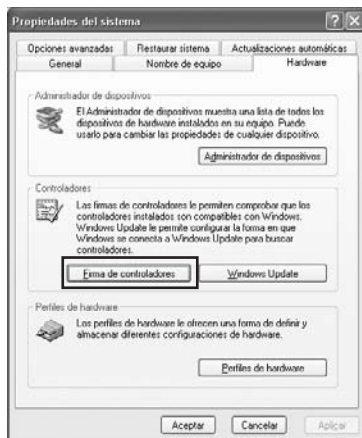 Propiedades del sistema
Opciones avanzadas Restaurar sistema Actualizaciones automáticas
General Nombre de equipo Hardware
Administrador de dispositivos
El Administrador de dispositivos muestra una lista de todos los
dispositivos de hardware instalados en su equipo. Puede
usarlo para cambiar las propiedades de cualquier dispositivo.
Administrador de dispositivos
Controladores
Las firmas de controladores le permiten comprobar que los
controladores instalados son compatibles con Windows.
Windows Update le permite configurar la forma en que
Windows se conecta a Windows Update para buscar
controladores.
Firma de controladores Windows Update
Perfiles de hardware
Los perfiles de hardware le ofrecen una forma de definir y
almacenar diferentes configuraciones de hardware.
Perfiles de hardware
Aceptar Cancelar Aplicar